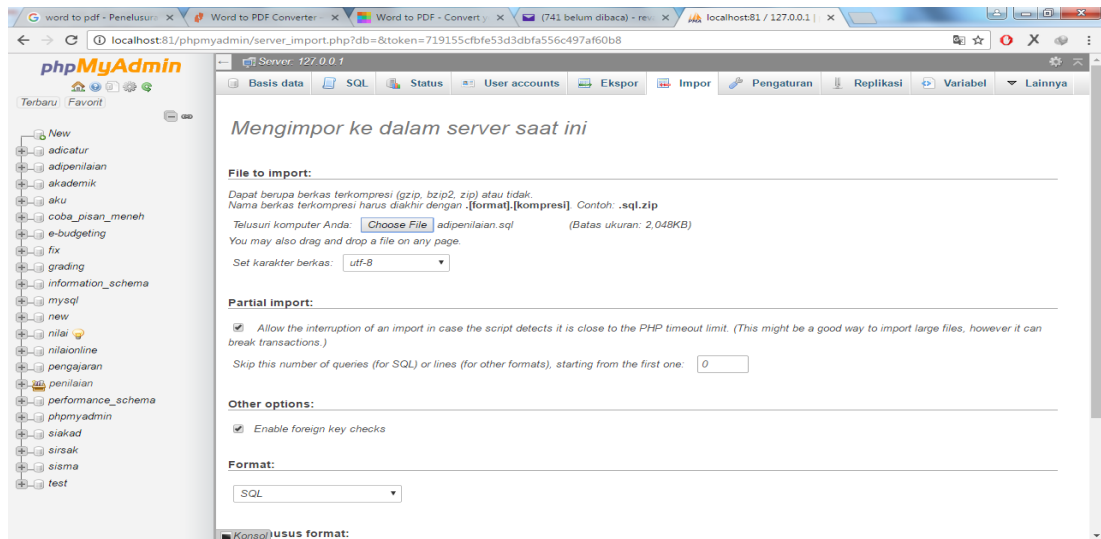 word to pdf - Penelusura
Word to PDF Converter -
Word to PDF - Convert y
(741 belum dibaca) - rev
localhost:81 / 127.0.0.1 |
localhost:81/phpmyadmin/server_import.php?db=&token=719155cfbfe53d3dbfa556c497af60b8
phpMyAdmin
Terbaru Favorit
New
adicatur
adipenilaian
akademik
aku
coba_pisan_meneh
e-budgeting
fix
grading
information_schema
mysql
new
nilai
nilaionline
pengajaran
penilaian
performance_schema
phpmyadmin
siakad
sirsak
sisma
test
Server: 127.0.0.1
Basis data SQL Status User accounts Ekspor Impor Pengaturan Replikasi Variabel Lainnya
Mengimpor ke dalam server saat ini
File to import:
Dapat berupa berkas terkompresi (gzip, bzip2, zip) atau tidak.
Nama berkas terkompresi harus diakhir dengan .[format].[kompresi]. Contoh: .sql.zip
Telusuri komputer Anda: Choose File adipenilaian.sql (Batas ukuran: 2,048KB)
You may also drag and drop a file on any page.
Set karakter berkas: utf-8
Partial import:
Allow the interruption of an import in case the script detects it is close to the PHP timeout limit. (This might be a good way to import large files, however it can
break transactions.)
Skip this number of queries (for SQL) or lines (for other formats), starting from the first one: 0
Other options:
Enable foreign key checks
Format:
SQL
Konsol usus format: